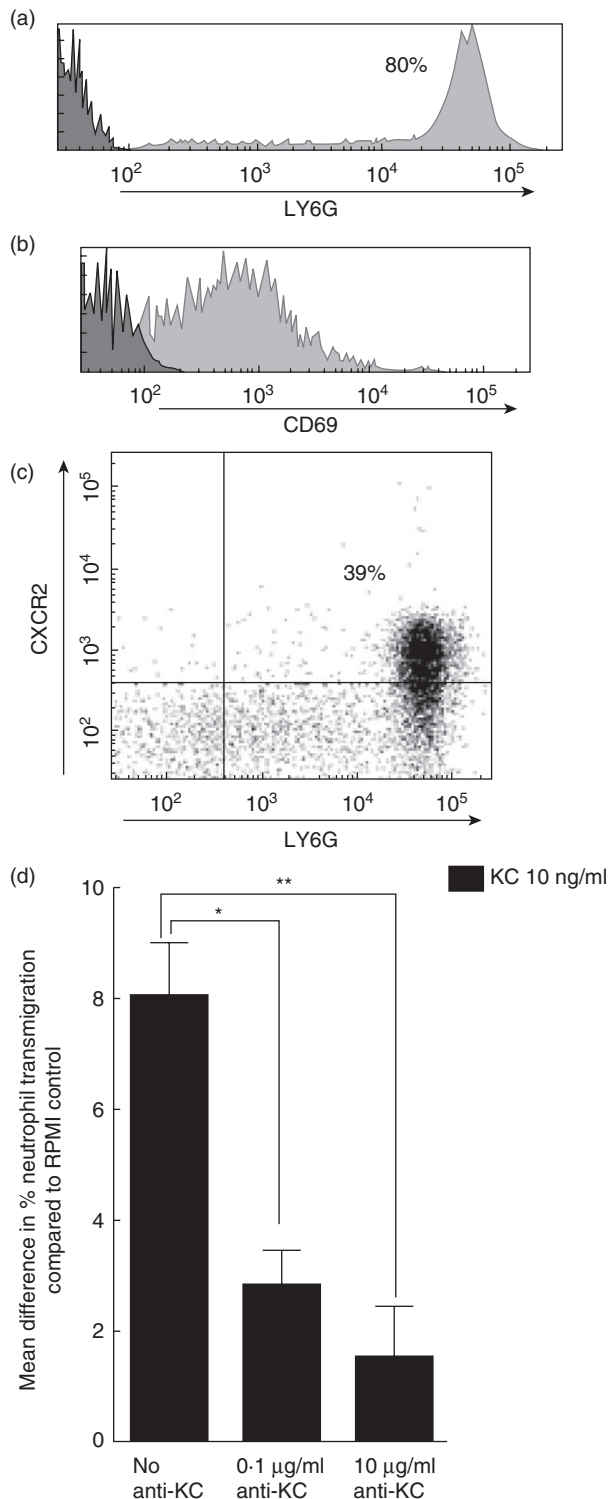 (a)
80%
10²
10³
10⁴
10⁵
LY6G
(b)
10²
10³
10⁴
10⁵
CD69
(c)
CXCR2
10⁵
10⁴
10³
10²
39%
10²
10³
10⁴
10⁵
LY6G
(d)
KC 10 ng/ml
Mean difference in % neutrophil transmigration
compared to RPMI control
10
8
6
4
2
0
**
*
No
anti-KC
0·1 µg/ml
anti-KC
10 µg/ml
anti-KC